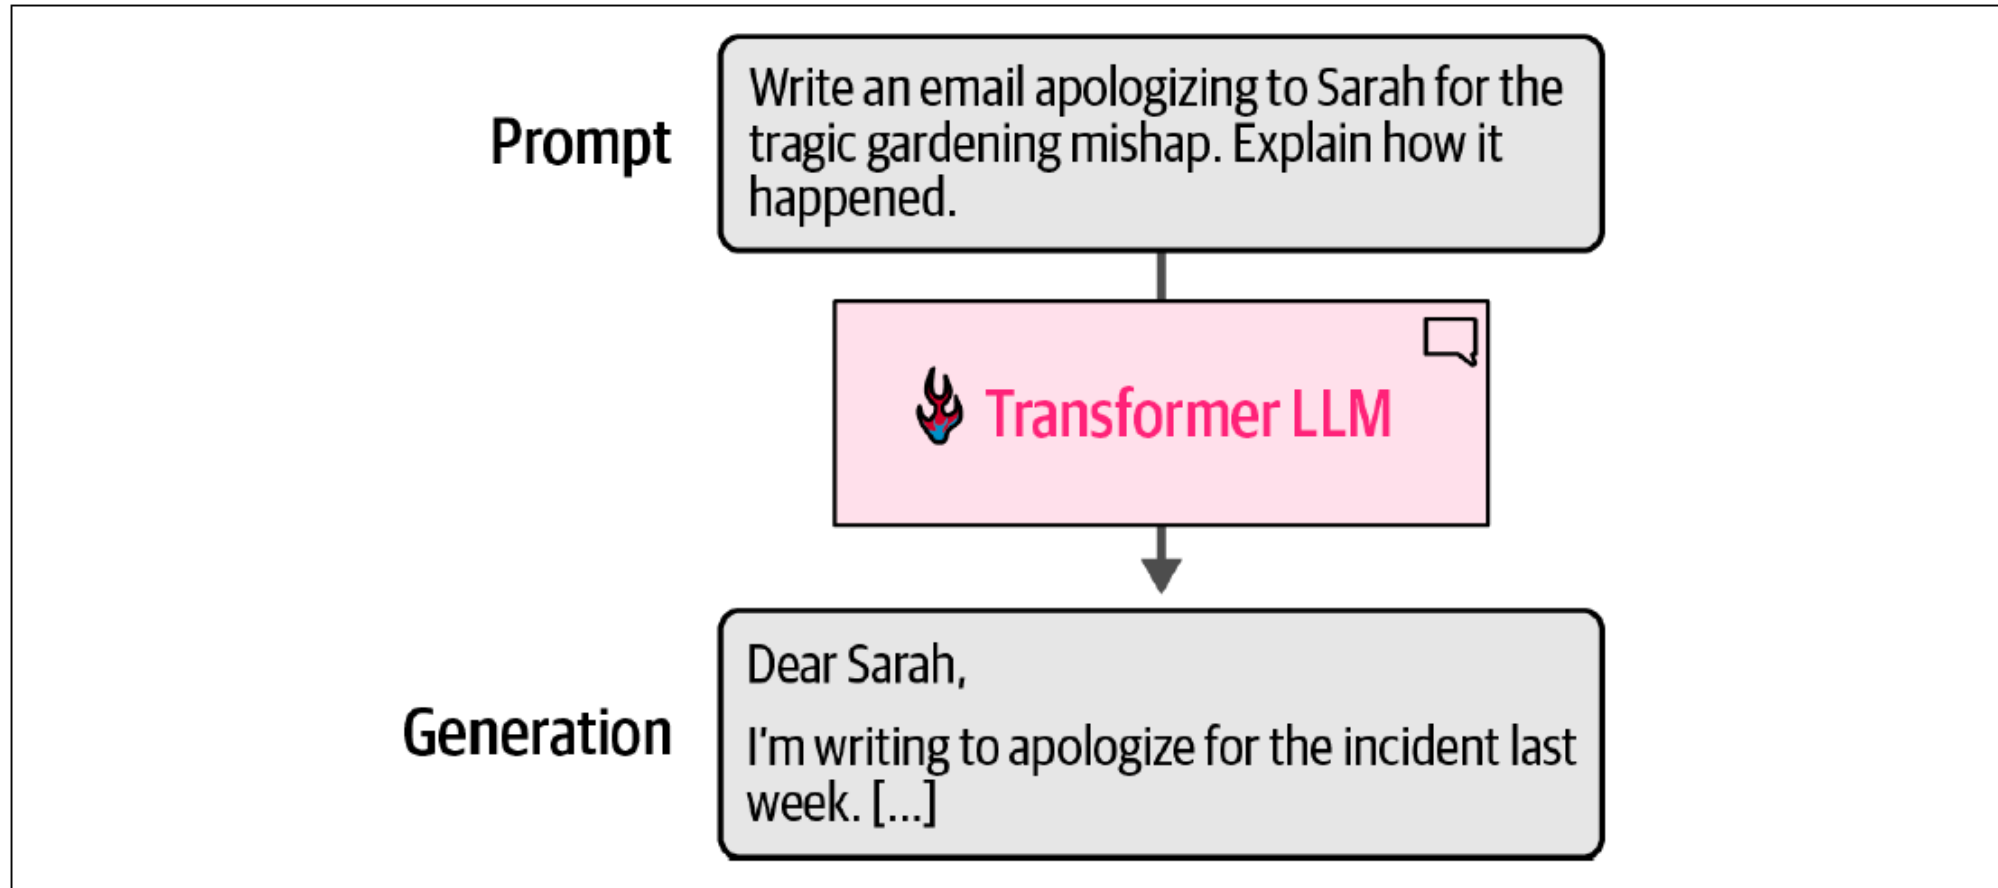 Prompt
Write an email apologizing to Sarah for the
tragic gardening mishap. Explain how it
happened.
Transformer LLM
Generation
Dear Sarah,
I'm writing to apologize for the incident last
week. [...]